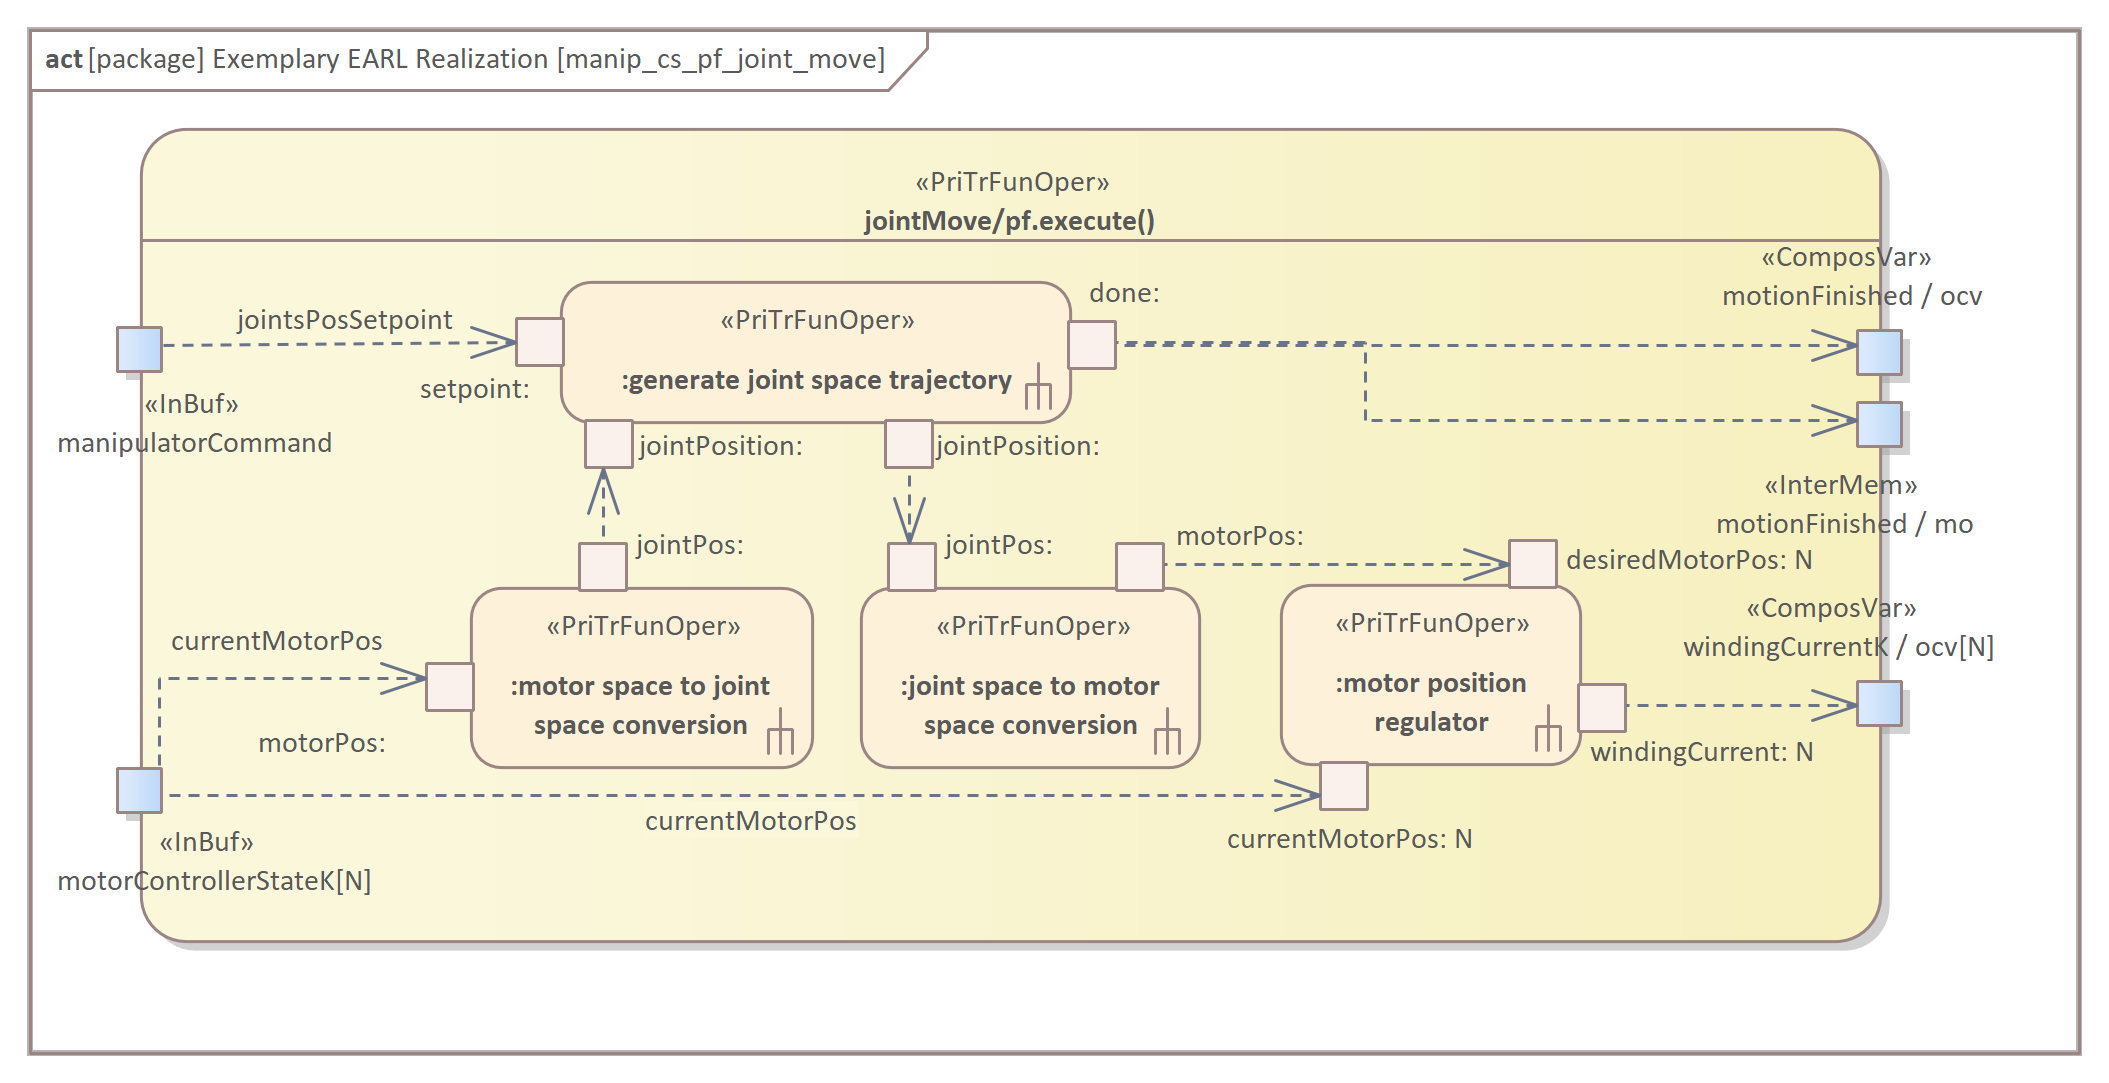 act [package] Exemplary EARL Realization [manip_cs_pf_joint_move]
«PriTrFunOper»
jointMove/pf.execute()
«ComposVar»
motionFinished / ocv
done:
jointsPosSetpoint
«PriTrFunOper»
:generate joint space trajectory
setpoint:
«InBuf»
manipulatorCommand
jointPosition:
jointPosition:
«InterMem»
motionFinished / mo
jointPos:
jointPos:
motorPos:
desiredMotorPos: N
currentMotorPos
motorPos:
«PriTrFunOper»
:motor space to joint
space conversion
«PriTrFunOper»
:joint space to motor
space conversion
«PriTrFunOper»
:motor position
regulator
«ComposVar»
windingCurrentK / ocv[N]
windingCurrent: N
currentMotorPos
currentMotorPos: N
«InBuf»
motorControllerStateK[N]